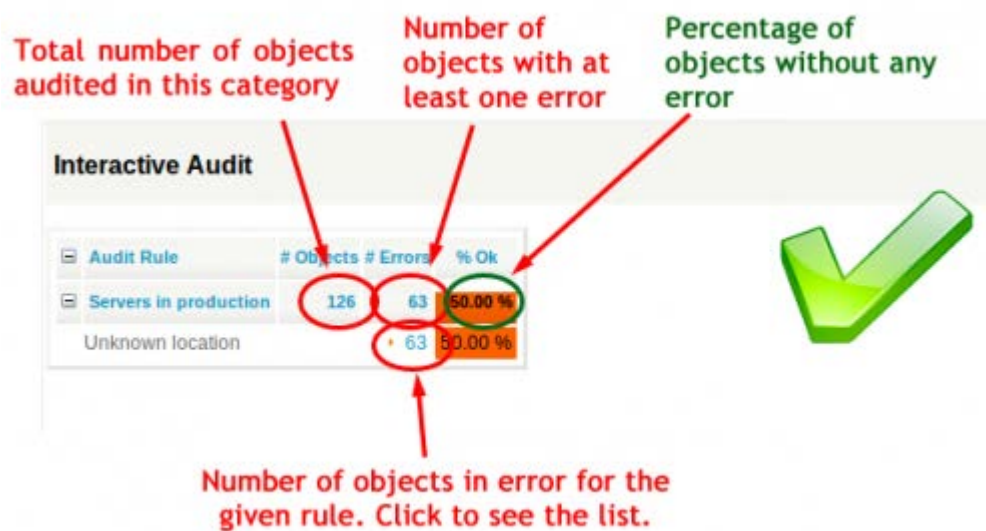 Total number of objects
audited in this category
Number of
objects with at
least one error
Percentage of
objects without any
error
Interactive Audit
Audit Rule # Objects # Errors % Ok
Servers in production 126 63 50.00 %
Unknown location 63 50.00 %
Number of objects in error for the
given rule. Click to see the list.